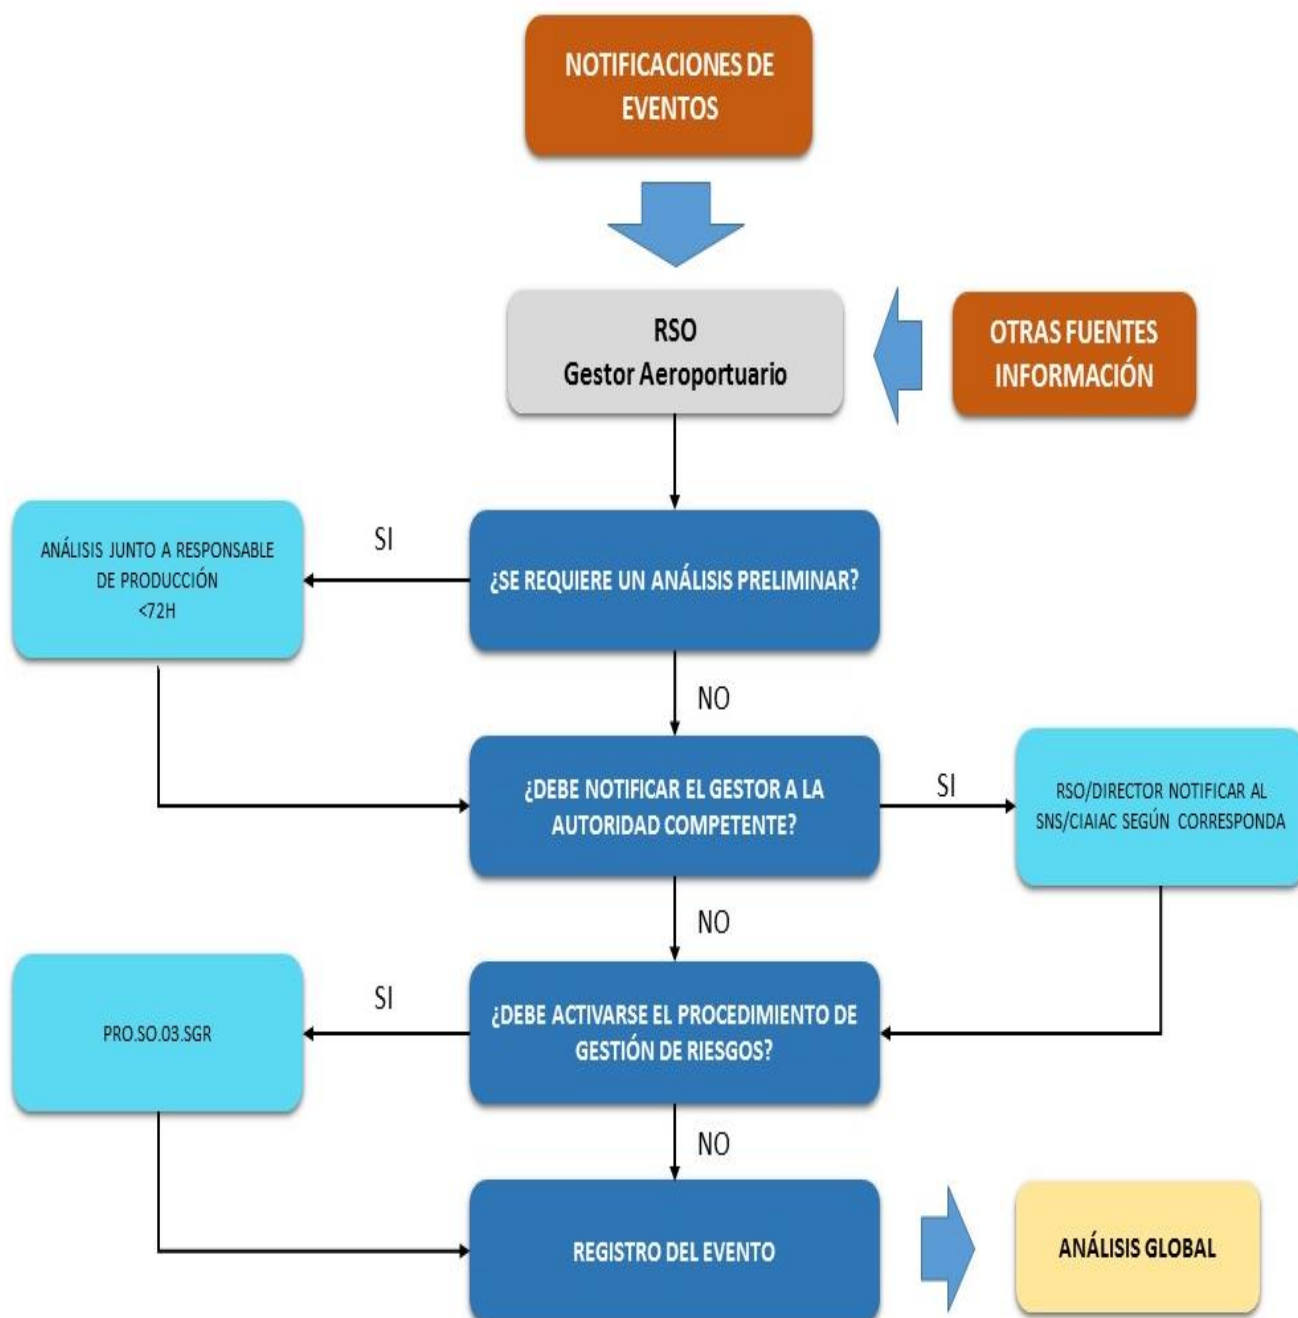 NOTIFICACIONES DE
EVENTOS
RSO
Gestor Aeroportuario
OTRAS FUENTES
INFORMACIÓN
ANÁLISIS JUNTO A RESPONSABLE
DE PRODUCCIÓN
<72H
SI
¿SE REQUIERE UN ANÁLISIS PRELIMINAR?
NO
¿DEBE NOTIFICAR EL GESTOR A LA
AUTORIDAD COMPETENTE?
SI
RSO/DIRECTOR NOTIFICAR AL
SNS/CIAIAC SEGÚN CORRESPONDA
NO
PRO.SO.03.SGR
SI
¿DEBE ACTIVARSE EL PROCEDIMIENTO DE
GESTIÓN DE RIESGOS?
NO
REGISTRO DEL EVENTO
ANÁLISIS GLOBAL